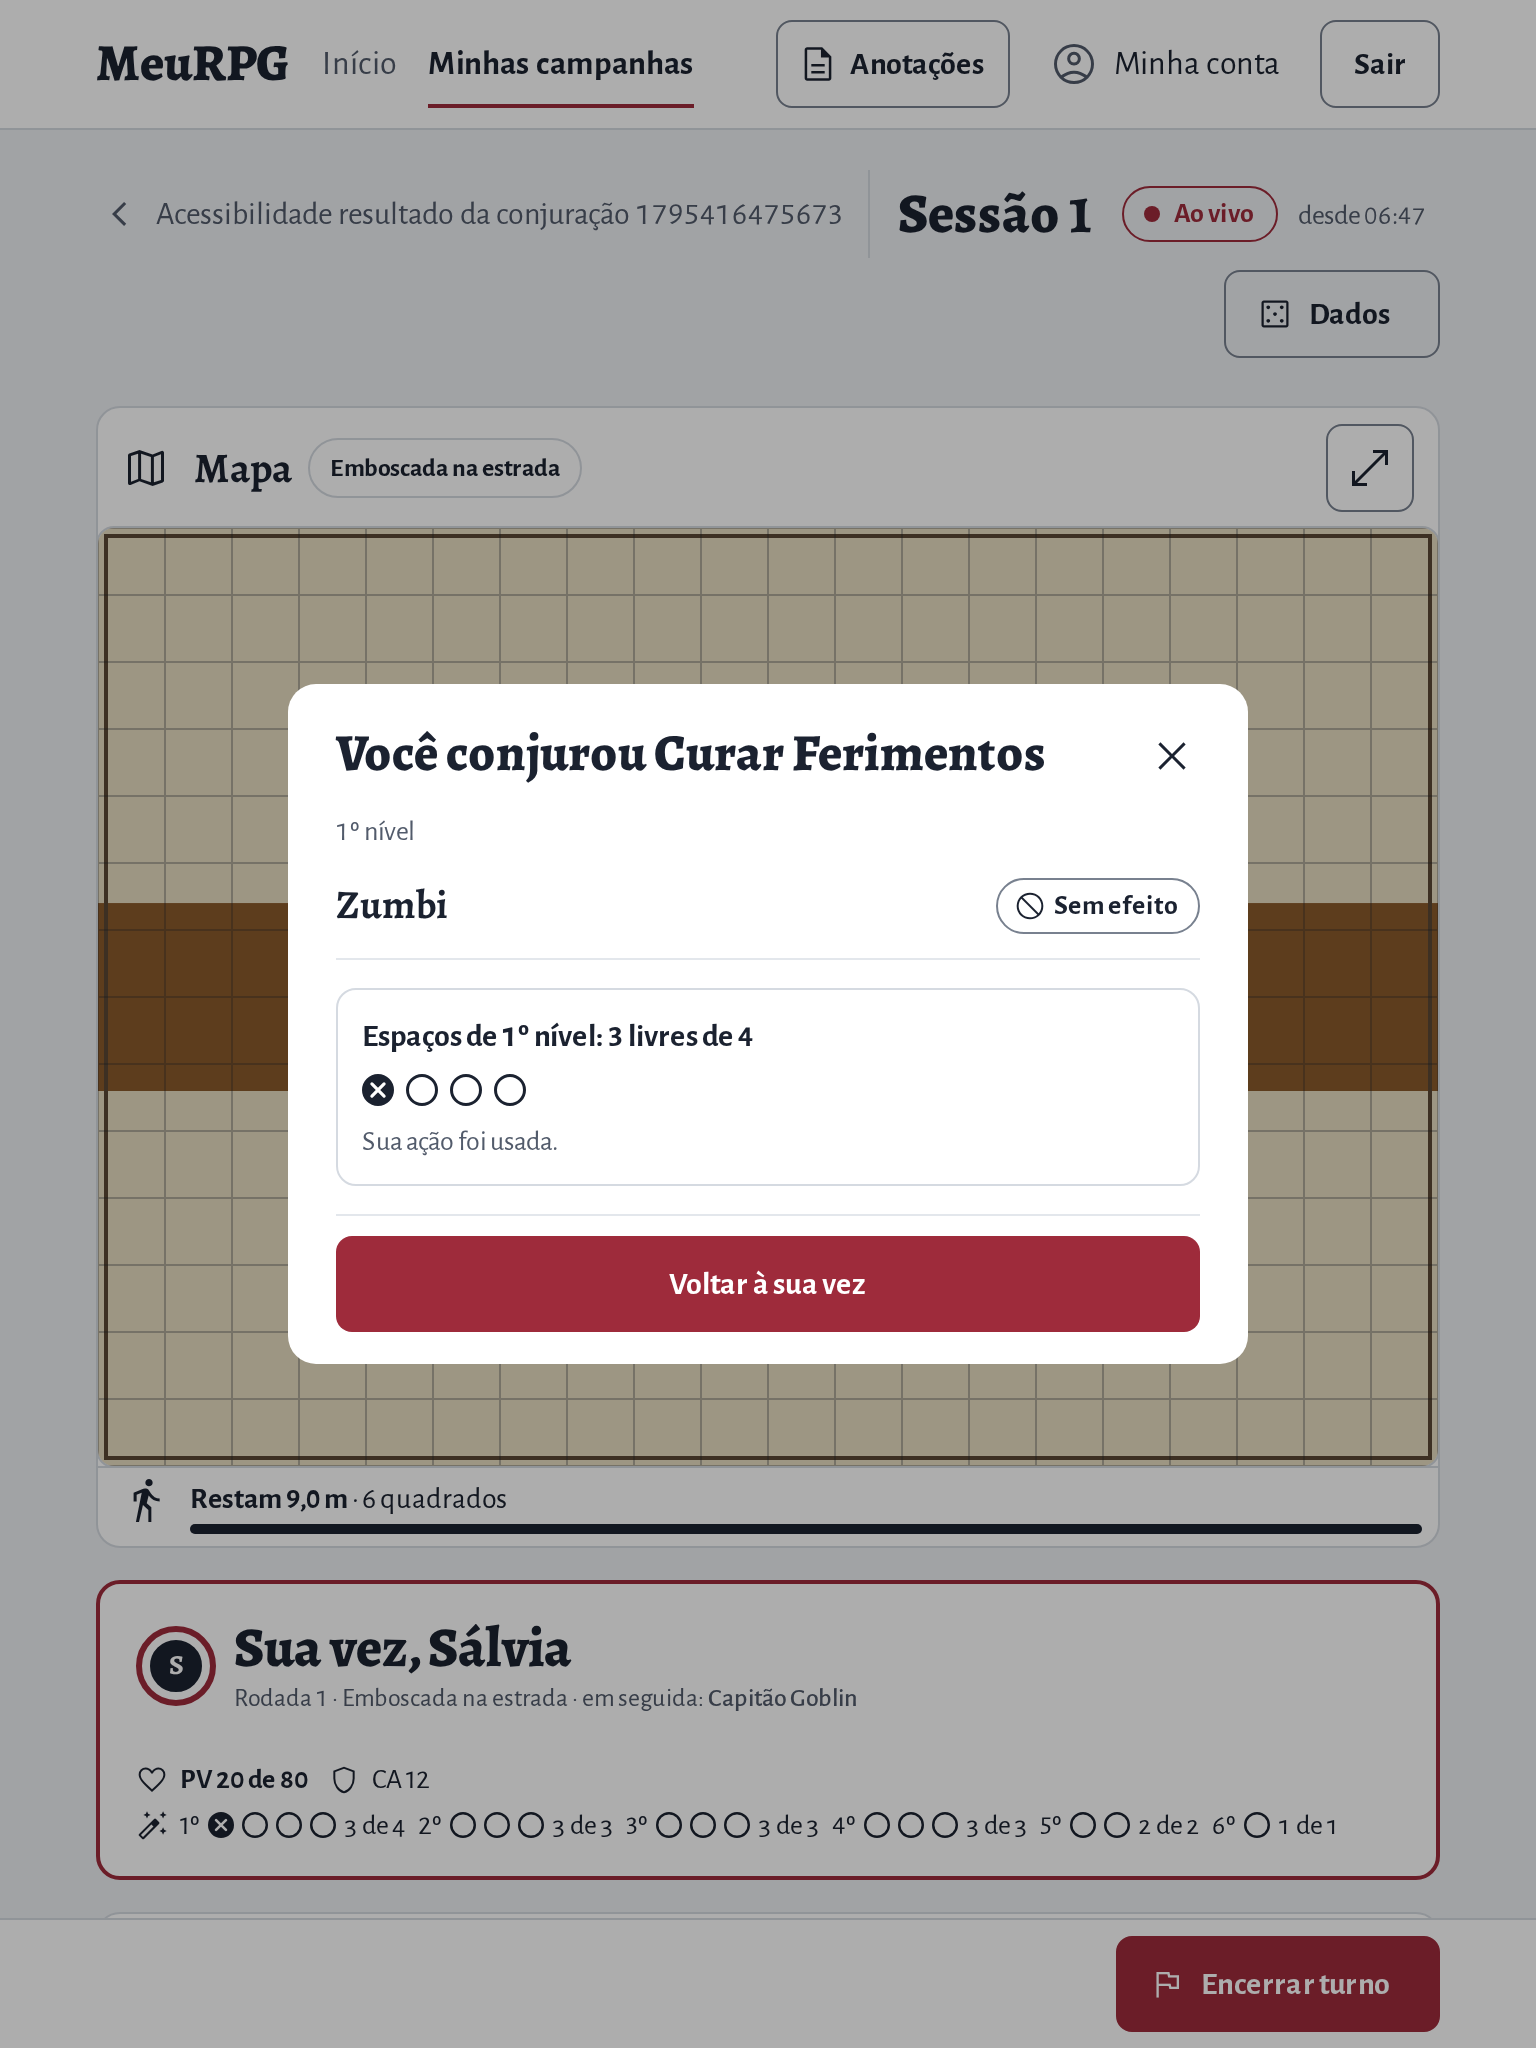 MeuRPG Início Minhas campanhas Anotações Minha conta Sair
Acessibilidade resultado da conjuração 1795416475673 Sessão 1 Ao vivo desde 06:47
Dados
Mapa Emboscada na estrada
Você conjurou Curar Ferimentos
1º nível
Zumbi Sem efeito
Espaços de 1º nível: 3 livres de 4
Sua ação foi usada.
Voltar à sua vez
Restam 9,0 m · 6 quadrados
S Sua vez, Sálvia
Rodada 1 · Emboscada na estrada · em seguida: Capitão Goblin
PV 20 de 80 CA 12
1º 3 de 4 2º 3 de 3 3º 3 de 3 4º 3 de 3 5º 2 de 2 6º 1 de 1
Encerrar turno